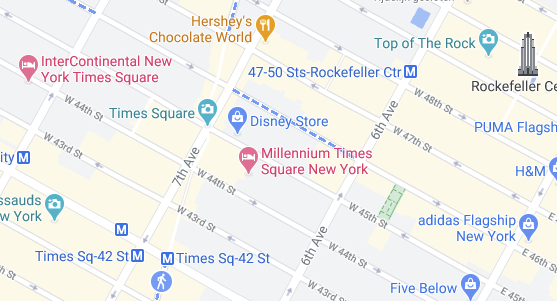 Hershey's
Chocolate World
Top of The Rock
InterContinental New
York Times Square
47-50 Sts-Rockefeller Ctr
Rockefeller Ce
W 44th St
Times Square
Disney Store
W 48th St
6th Ave
PUMA Flagsh
W 43rd St
W 47th St
7th Ave
Millennium Times
Square New York
H&M
ity
W 44th St
ssauds
w York
W 45th St
adidas Flagship
New York
W 43rd St
E 46
6th Ave
W 44th St
Times Sq-42 St
Times Sq-42 St
Five Below